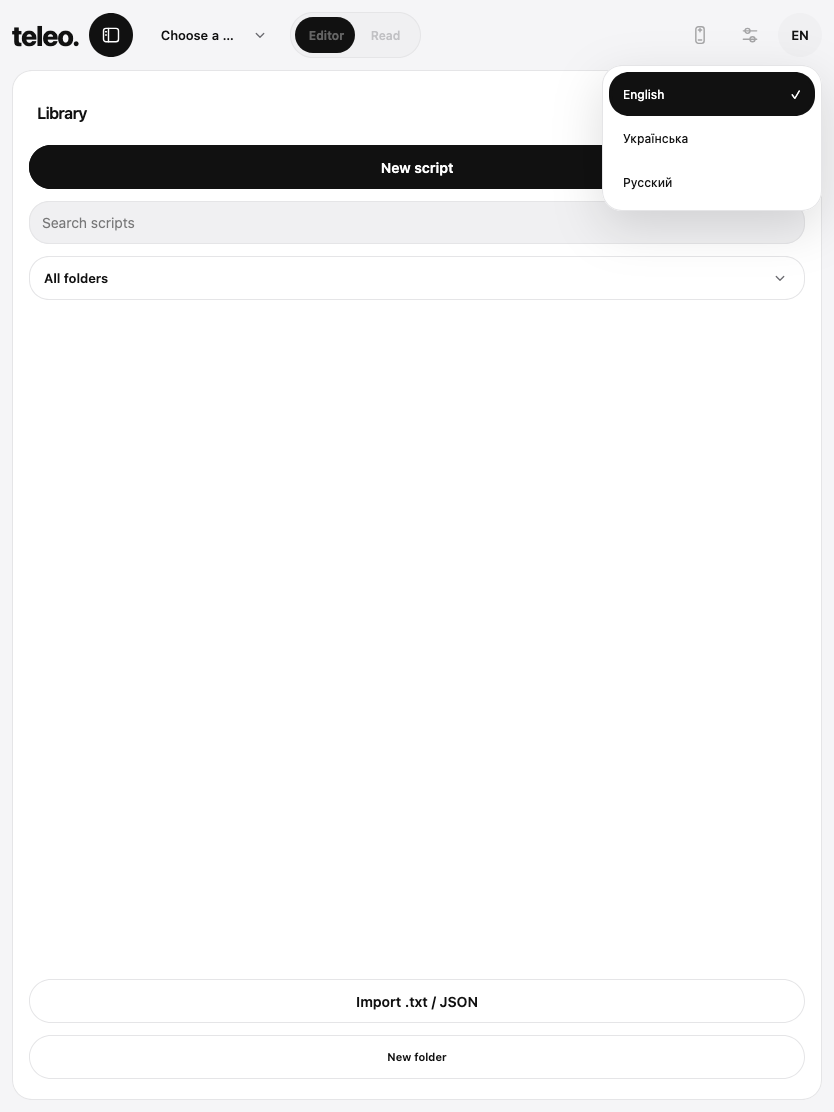 teleo.
Choose a ...
Editor
Read
EN
English
Українська
Русский
Library
New script
Search scripts
All folders
Import .txt / JSON
New folder